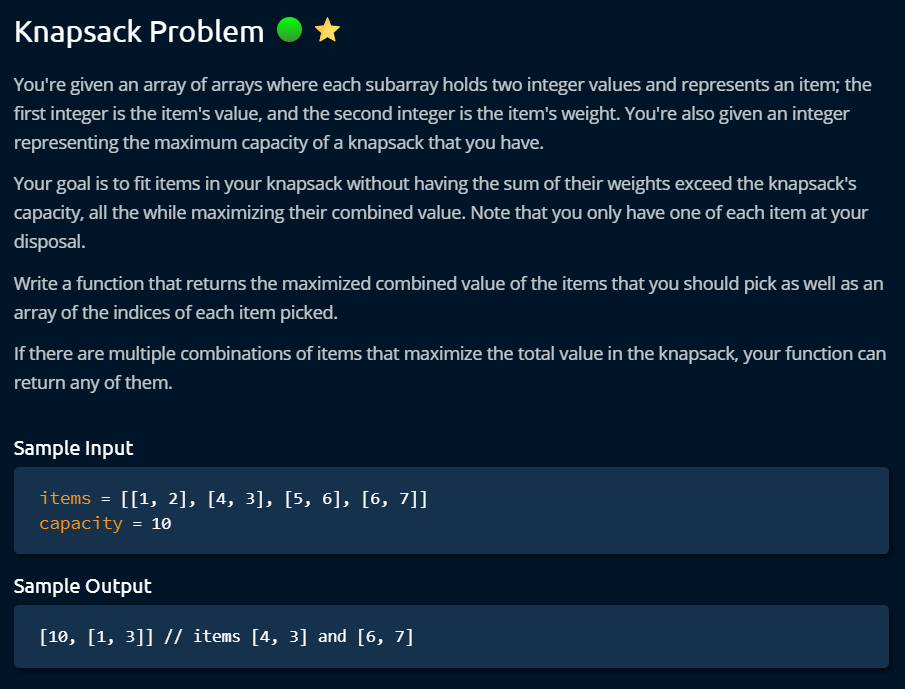 Knapsack Problem
You're given an array of arrays where each subarray holds two integer values and represents an item; the
first integer is the item's value, and the second integer is the item's weight. You're also given an integer
representing the maximum capacity of a knapsack that you have.
Your goal is to fit items in your knapsack without having the sum of their weights exceed the knapsack's
capacity, all the while maximizing their combined value. Note that you only have one of each item at your
disposal.
Write a function that returns the maximized combined value of the items that you should pick as well as an
array of the indices of each item picked.
If there are multiple combinations of items that maximize the total value in the knapsack, your function can
return any of them.
Sample Input
items = [[1, 2], [4, 3], [5, 6], [6, 7]]
capacity = 10
Sample Output
[10, [1, 3]] // items [4, 3] and [6, 7]